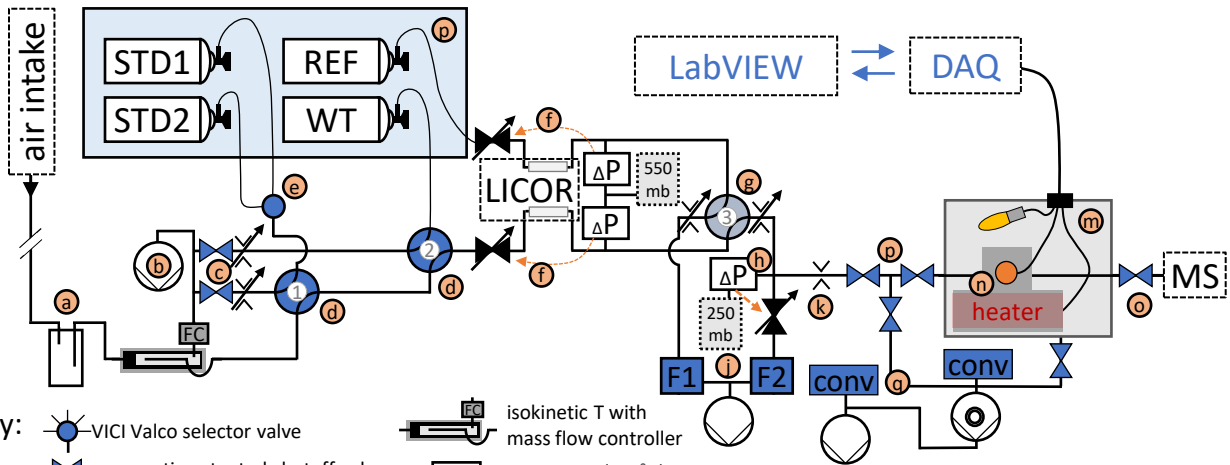 air intake
STD1
STD2
REF
WT
p
LabVIEW
DAQ
f
ΔP
550
mb
LICOR
ΔP
f
e
g
3
m
b
c
2
d
1
d
h
ΔP
250
mb
k
p
n
heater
o
MS
a
FC
j
F1
F2
conv
q
conv
y:
VICI Valco selector valve
FC
isokinetic T with
mass flow controller